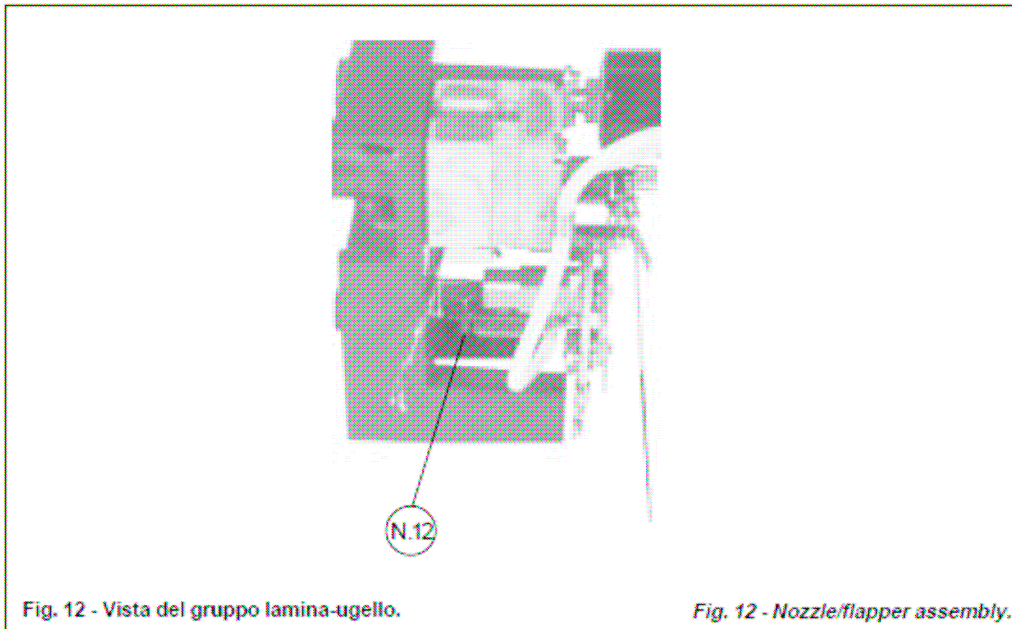 N.12
Fig. 12 - Vista del gruppo lamina-ugello.
Fig. 12 - Nozzle/flapper assembly.